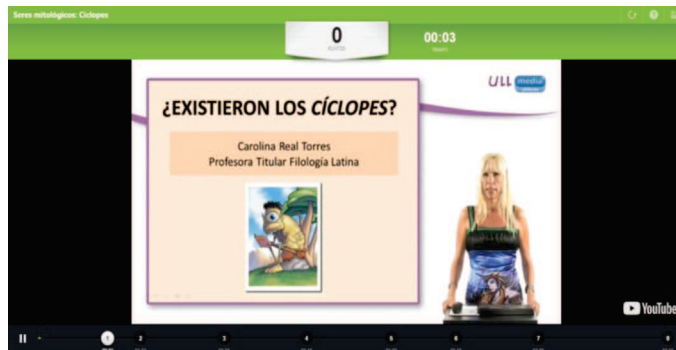 Seres mitológicos: Cíclopes
0
00:03
ULL media
¿EXISTIERON LOS CÍCLOPES?
Carolina Real Torres
Profesora Titular Filología Latina
YouTube
1 2 3 4 5 6 7 8